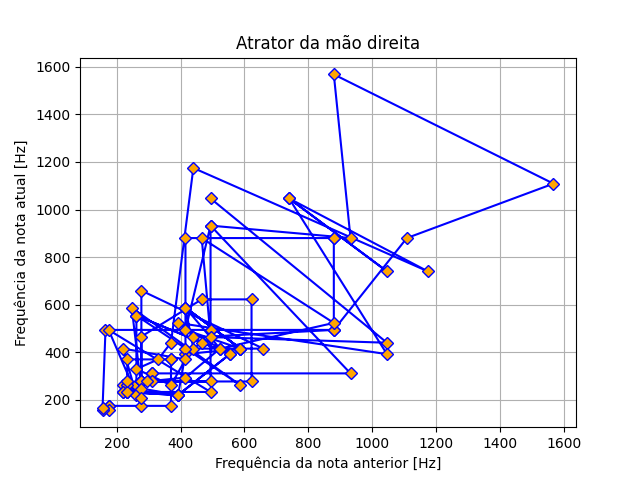 Atrator da mão direita
Frequência da nota atual [Hz]
1600
1400
1200
1000
800
600
400
200
200 400 600 800 1000 1200 1400 1600
Frequência da nota anterior [Hz]